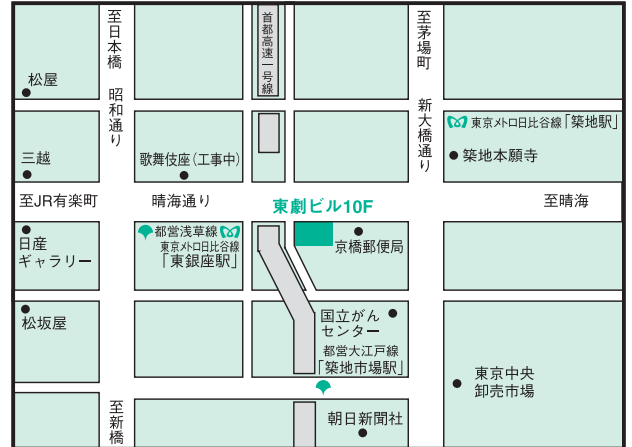 至日本橋
昭和通り
首都高速一号線
至茅場町
新大橋通り
松屋
三越
歌舞伎座(工事中)
東京メトロ日比谷線「築地駅」
築地本願寺
至JR有楽町
晴海通り
東劇ビル10F
至晴海
日産
ギャラリー
都営浅草線
東京メトロ日比谷線
「東銀座駅」
京橋郵便局
松坂屋
国立がん
センター
都営大江戸線
「築地市場駅」
東京中央
卸売市場
至新橋
朝日新聞社